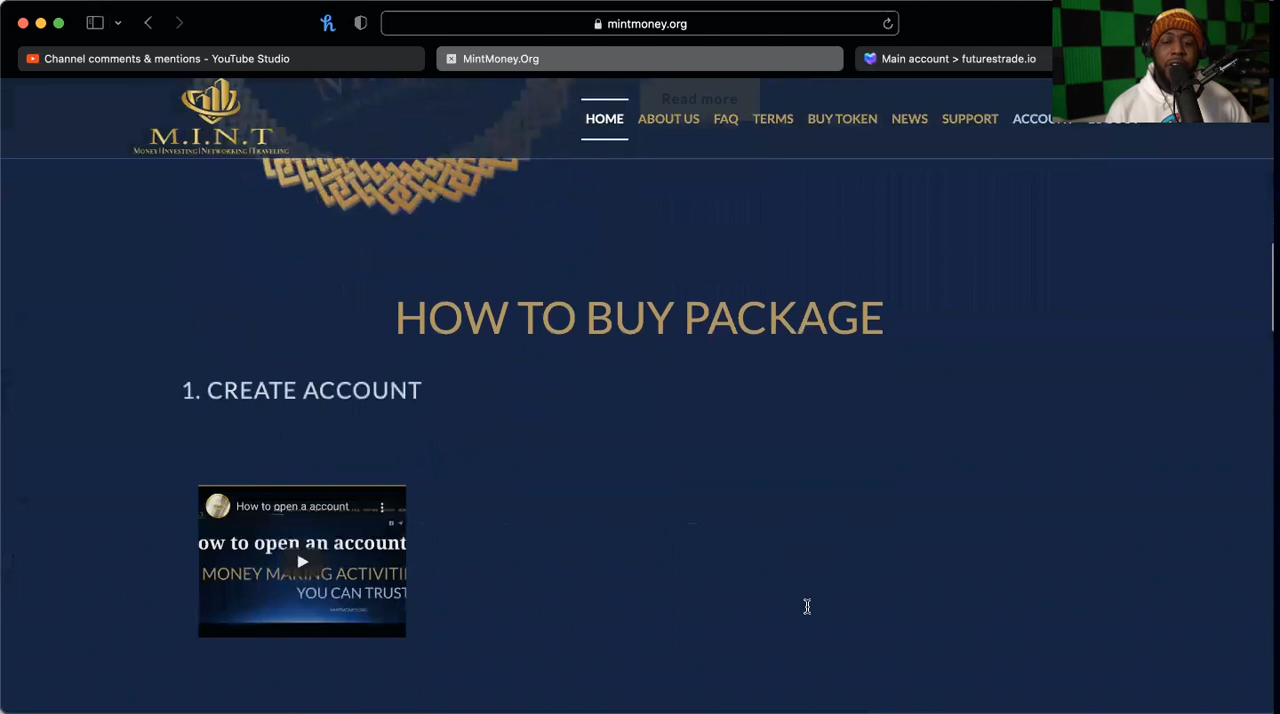 mintmoney.org
Channel comments & mentions - YouTube Studio
MintMoney.Org
Main account > futurestrade.io
Read more
M.I.N.T
MONEY|INVESTING|NETWORKING|TRAVELING
HOME
ABOUT US
FAQ
TERMS
BUY TOKEN
NEWS
SUPPORT
HOW TO BUY PACKAGE
1. CREATE ACCOUNT
How to open a account
ow to open an account
MONEY MAKING ACTIVITI
YOU CAN TRUST